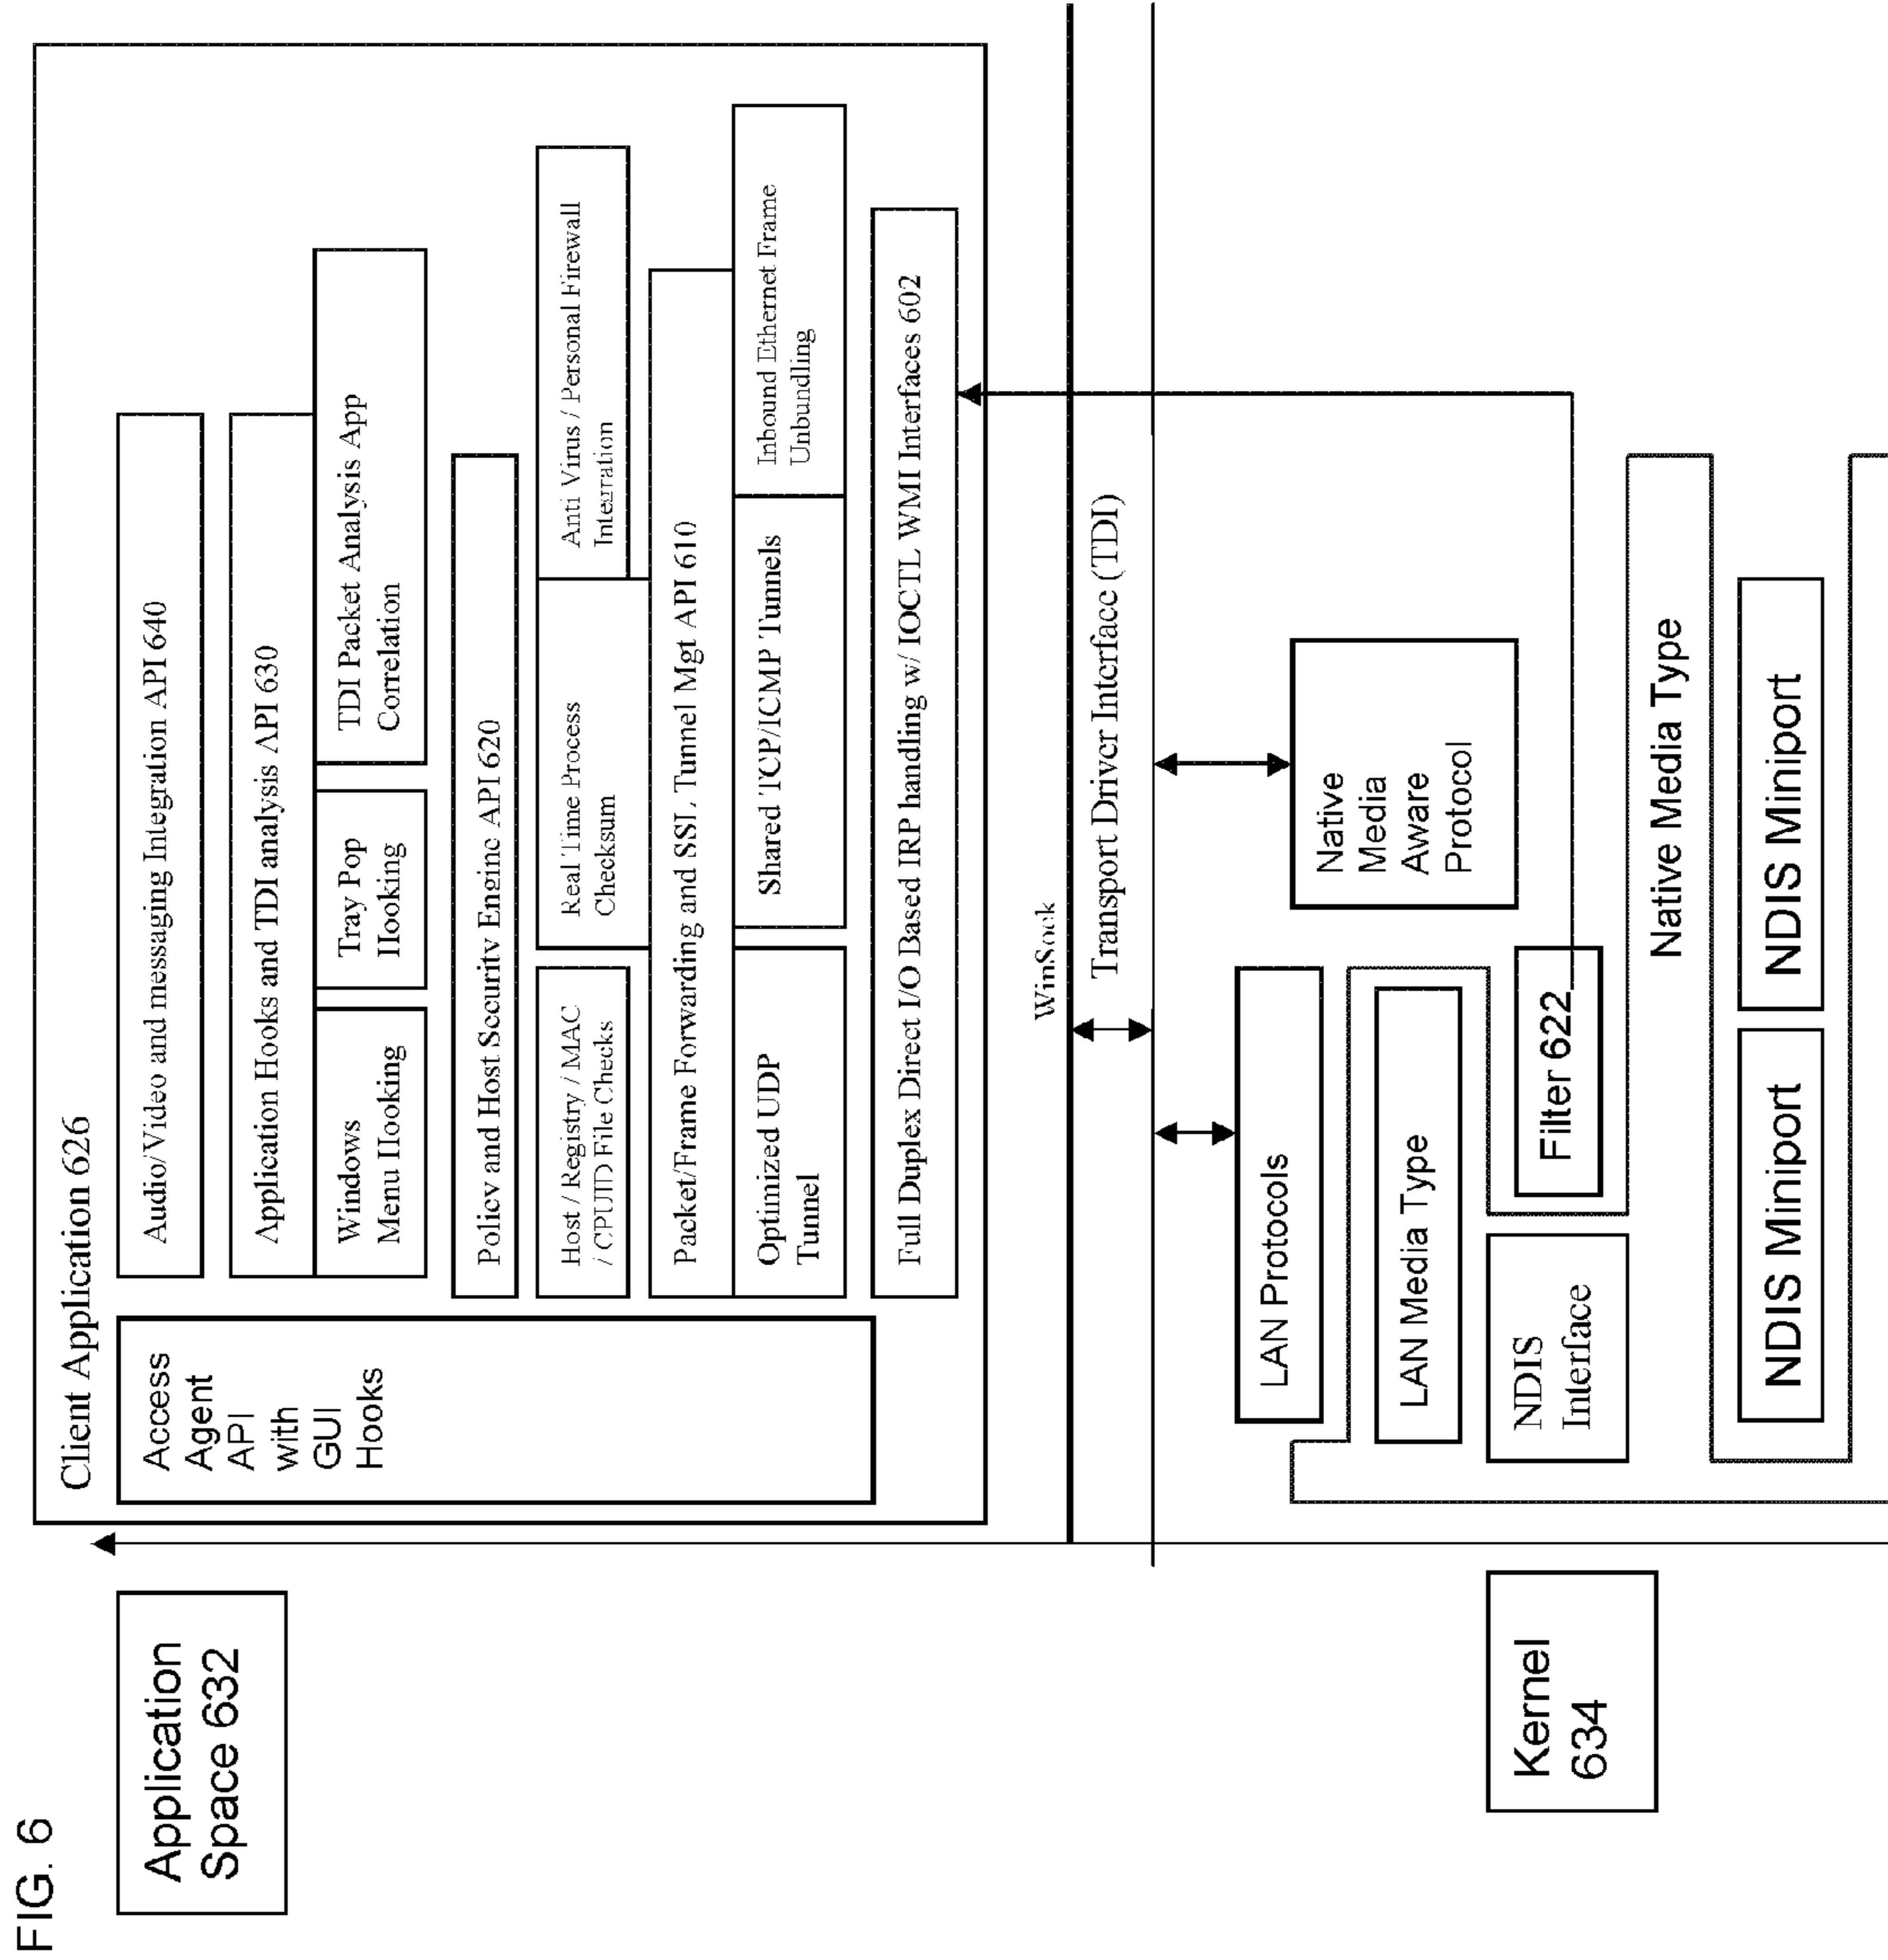 FIG. 6
Application
Space 632
Client Application 626
Access
Agent
API
with
GUI
Hooks
Audio/Video and messaging Integration API 640
Application Hooks and TDI analysis API 630
Windows
Menu Hooking
Tray Pop
Hooking
TDI Packet Analysis App
Correlation
Policy and Host Security Engine API 620
Host / Registry / MAC
/ CPUID File Checks
Real Time Process
Checksum
Anti Virus / Personal Firewall
Integration
Packet/Frame Forwarding and SSL Tunnel Mgt API 610
Optimized UDP
Tunnel
Shared TCP/ICMP Tunnels
Inbound Ethernet Frame
Unbundling
Full Duplex Direct I/O Based IRP handling w/ IOCTL WMI Interfaces 602
WinSock
Transport Driver Interface (TDI)
Kernel
634
LAN Protocols
Native
Media
Aware
Protocol
LAN Media Type
NDIS
Interface
Filter 622
Native Media Type
NDIS Miniport
NDIS Miniport